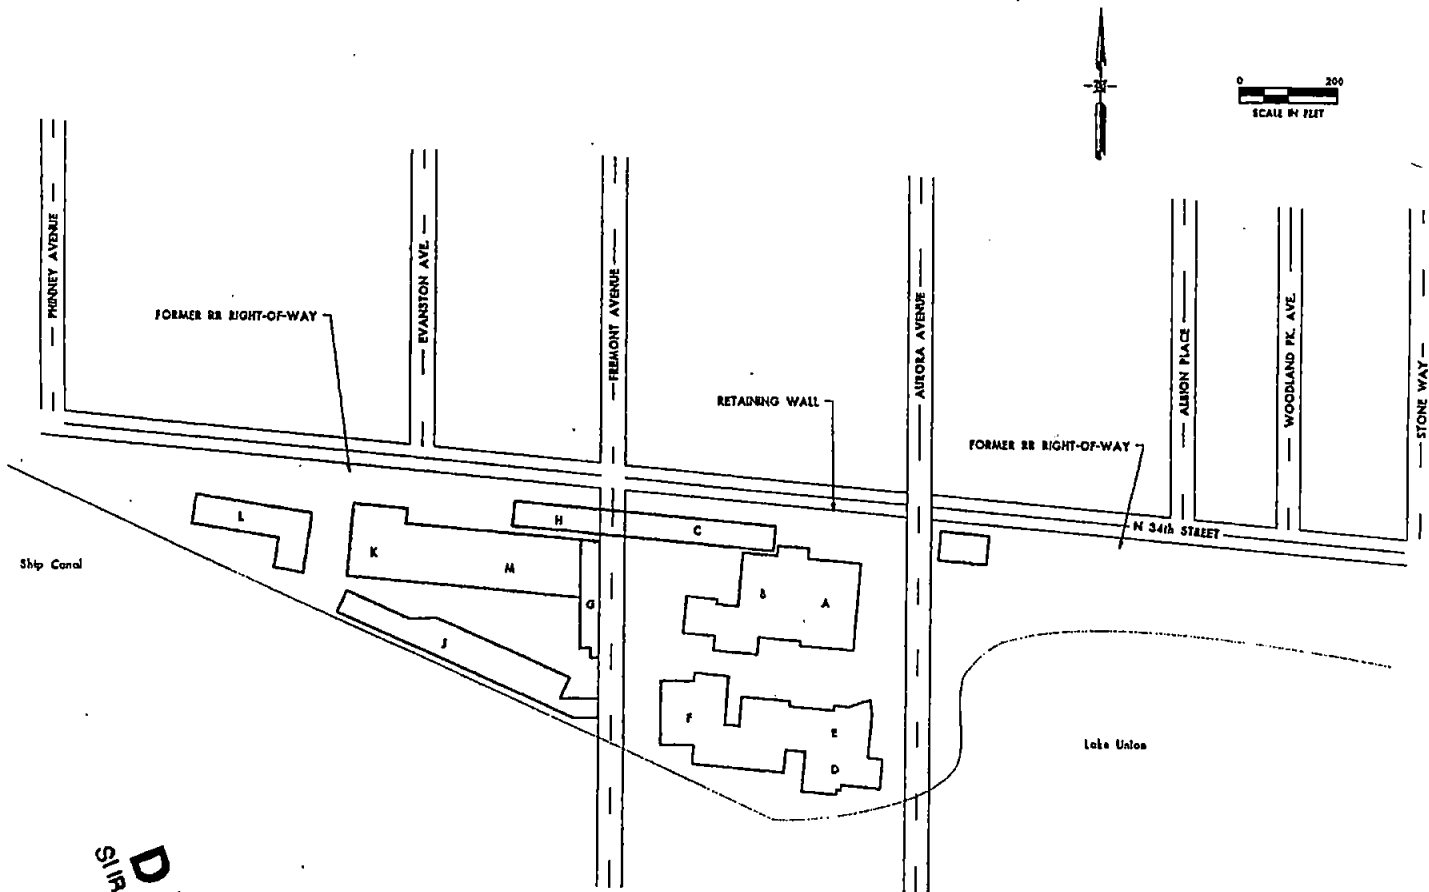 0 200
SCALE IN FEET
PHINNEY AVENUE
EVANSTON AVE.
FREMONT AVENUE
AURORA AVENUE
ALBION PLACE
WOODLAND PK. AVE.
STONE WAY
FORMER RR RIGHT-OF-WAY
RETAINING WALL
FORMER RR RIGHT-OF-WAY
N 34th STREET
L
H
C
K
M
G
B
A
J
F
E
D
Ship Canal
Lake Union
D